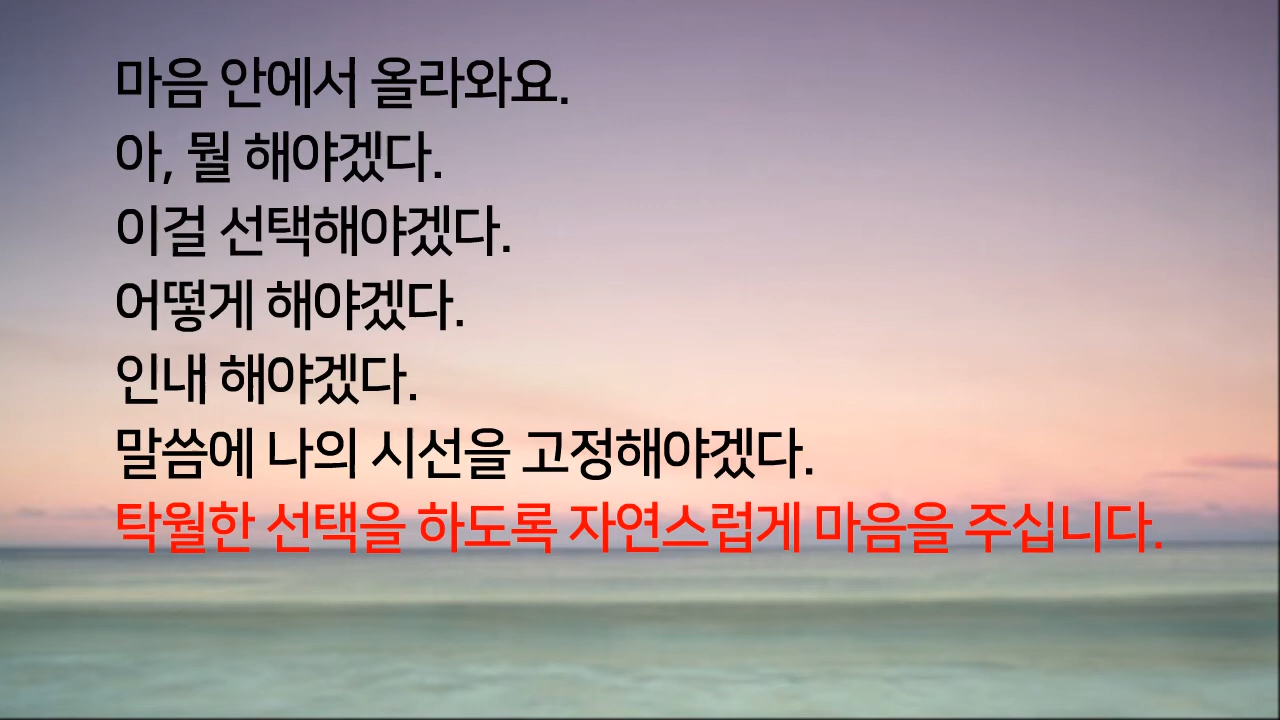 마음 안에서 올라와요.
아, 뭘 해야겠다.
이걸 선택해야겠다.
어떻게 해야겠다.
인내 해야겠다.
말씀에 나의 시선을 고정해야겠다.
탁월한 선택을 하도록 자연스럽게 마음을 주십니다.